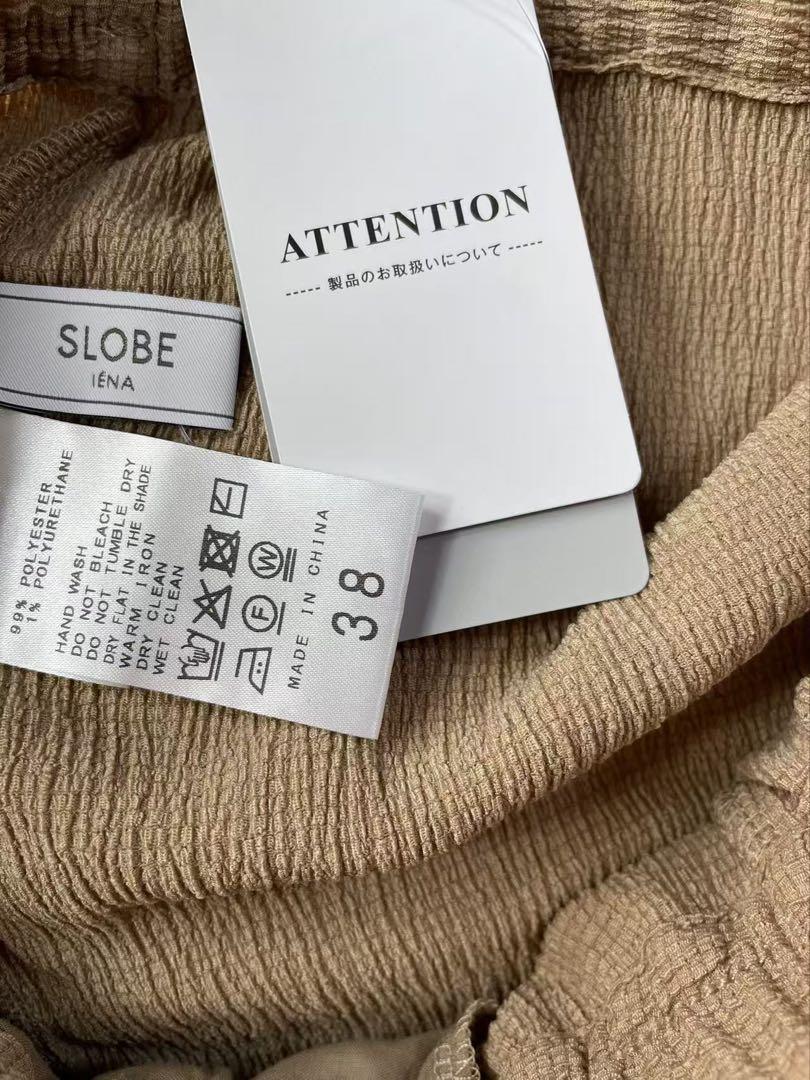 ATTENTION
----- 製品のお取扱いについて -----
SLOBE
IÉNA
99% POLYESTER
1% POLYURETHANE
HAND WASH
DO NOT BLEACH
DO NOT TUMBLE DRY
DRY FLAT IN THE SHADE
WARM IRON
DRY CLEAN
WET CLEAN
F
W
MADE IN CHINA
38